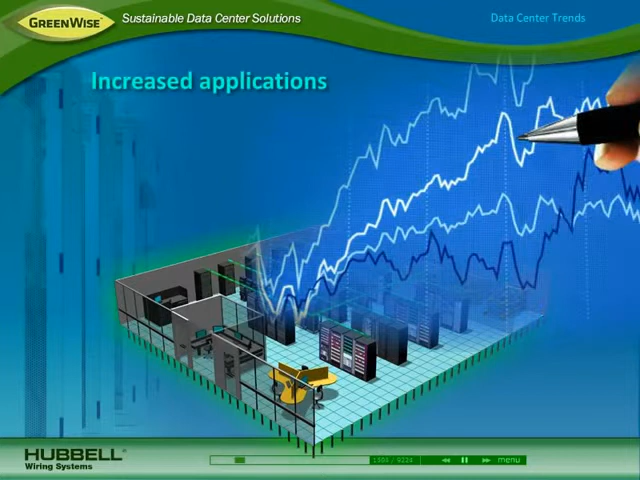 GREENWISE
Sustainable Data Center Solutions
Data Center Trends
Increased applications
HUBBELL®
Wiring Systems
menu